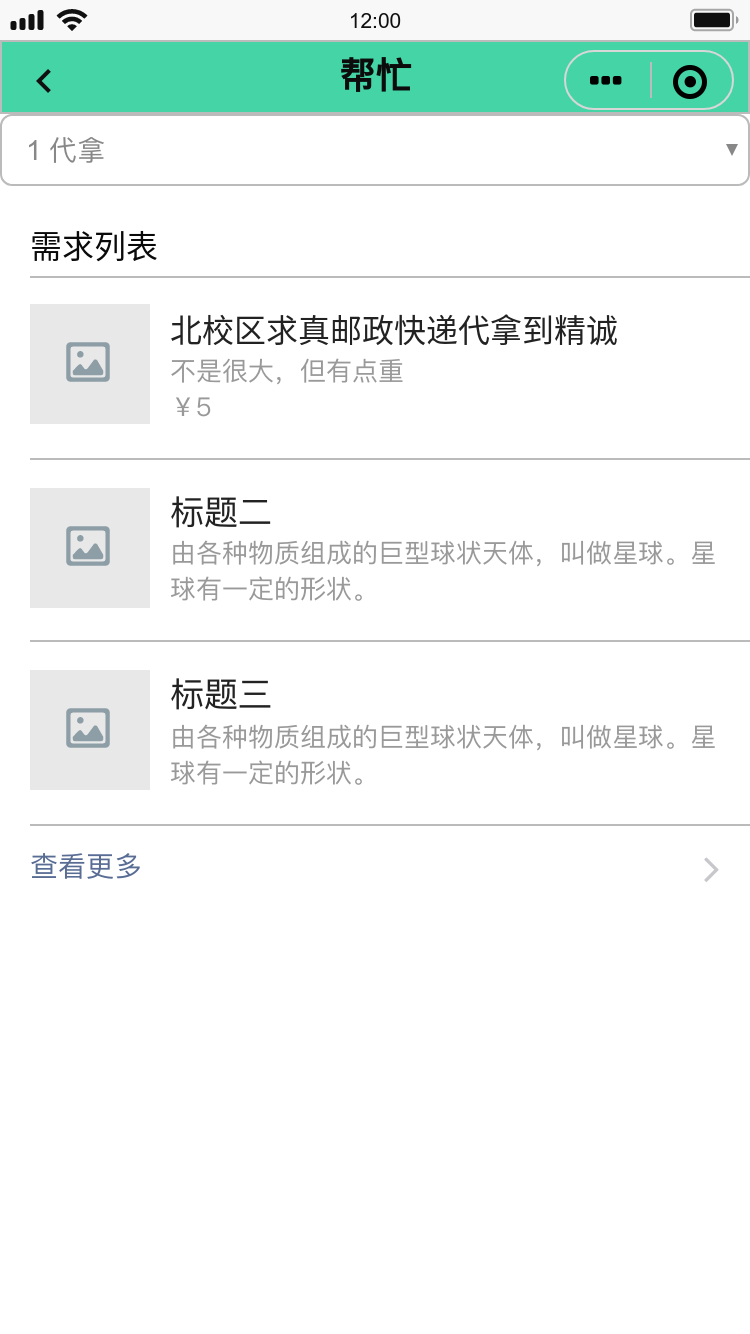 12:00
帮忙
1 代拿
需求列表
北校区求真邮政快递代拿到精诚
不是很大，但有点重
￥5
标题二
由各种物质组成的巨型球状天体，叫做星球。星
球有一定的形状。
标题三
由各种物质组成的巨型球状天体，叫做星球。星
球有一定的形状。
查看更多